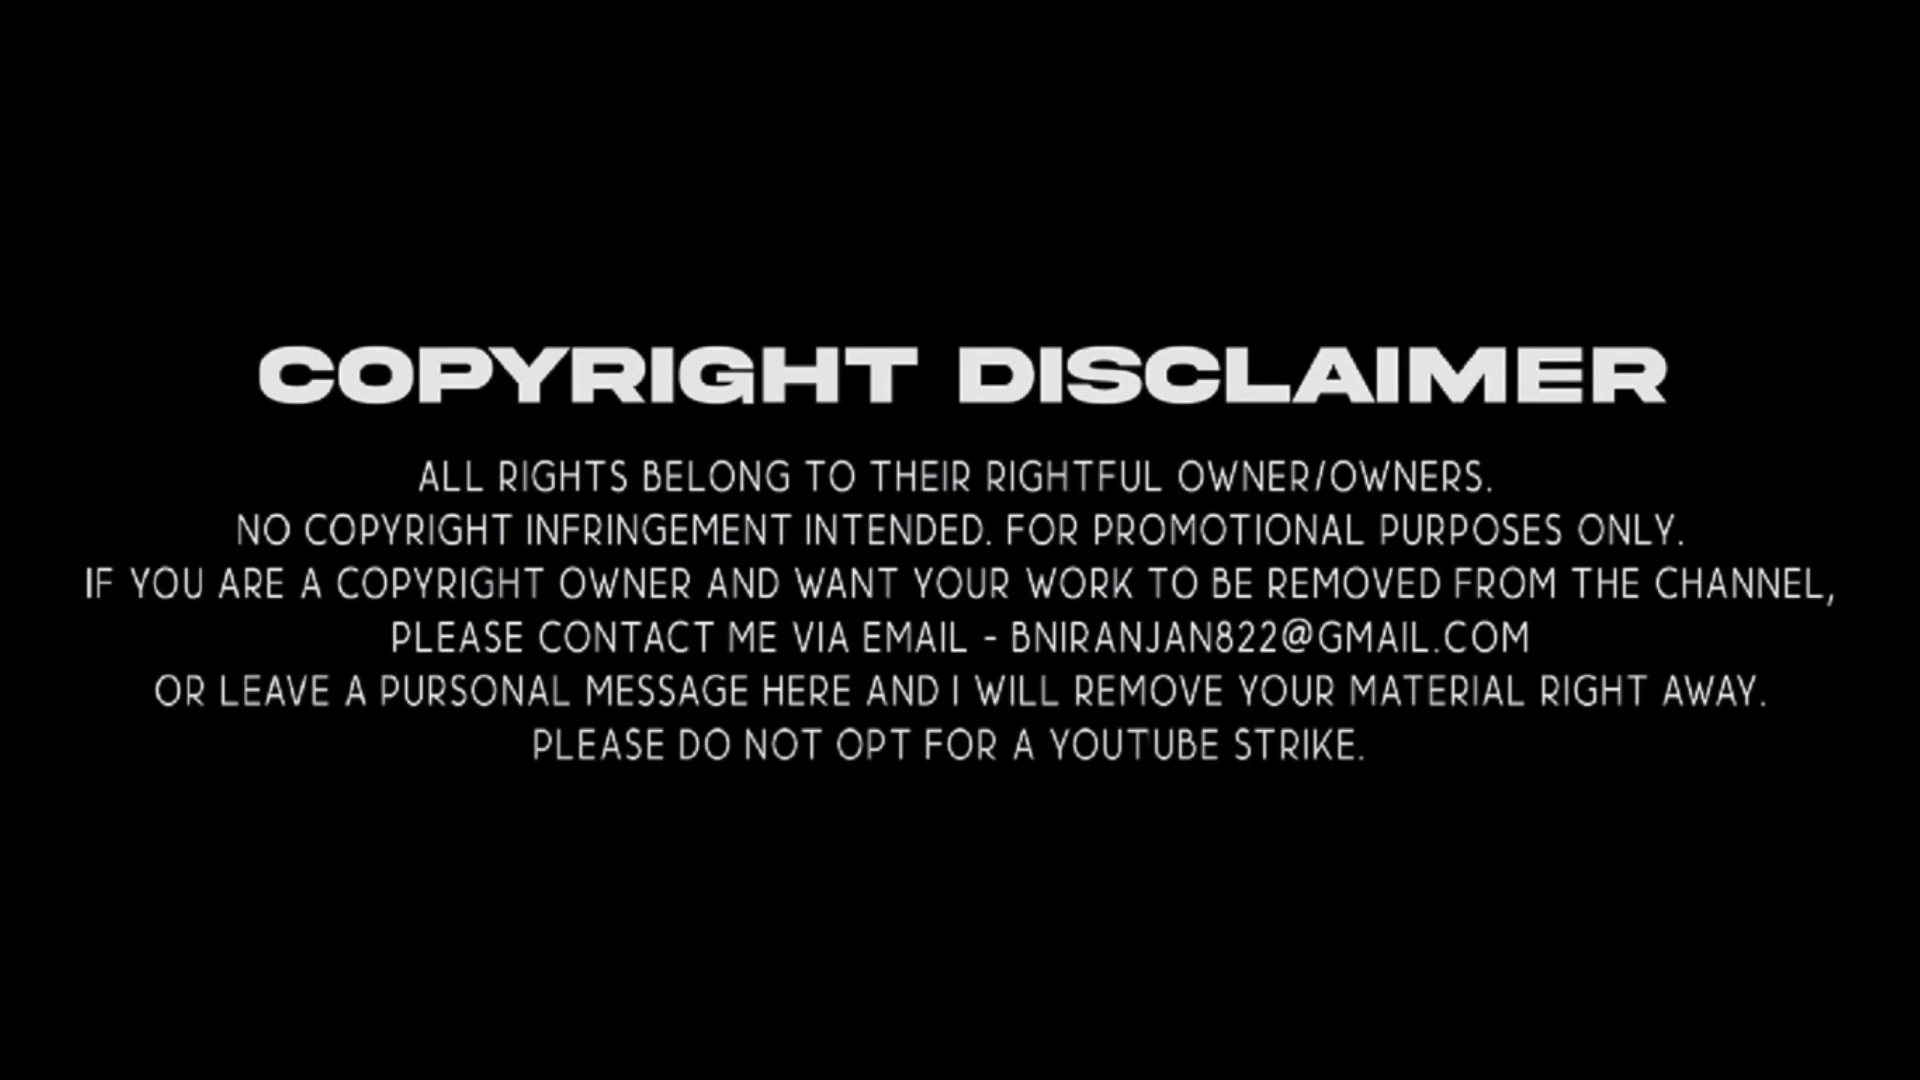 COPYRIGHT DISCLAIMER
ALL RIGHTS BELONG TO THEIR RIGHTFUL OWNER/OWNERS.
NO COPYRIGHT INFRINGEMENT INTENDED. FOR PROMOTIONAL PURPOSES ONLY.
IF YOU ARE A COPYRIGHT OWNER AND WANT YOUR WORK TO BE REMOVED FROM THE CHANNEL,
PLEASE CONTACT ME VIA EMAIL - BNIRANJAN822@GMAIL.COM
OR LEAVE A PURSONAL MESSAGE HERE AND I WILL REMOVE YOUR MATERIAL RIGHT AWAY.
PLEASE DO NOT OPT FOR A YOUTUBE STRIKE.